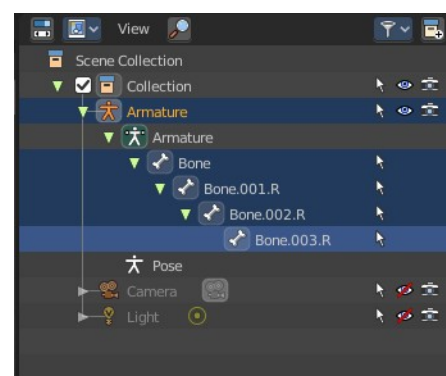 View
Scene Collection
Collection
Armature
Armature
Bone
Bone.001.R
Bone.002.R
Bone.003.R
Pose
Camera
Light